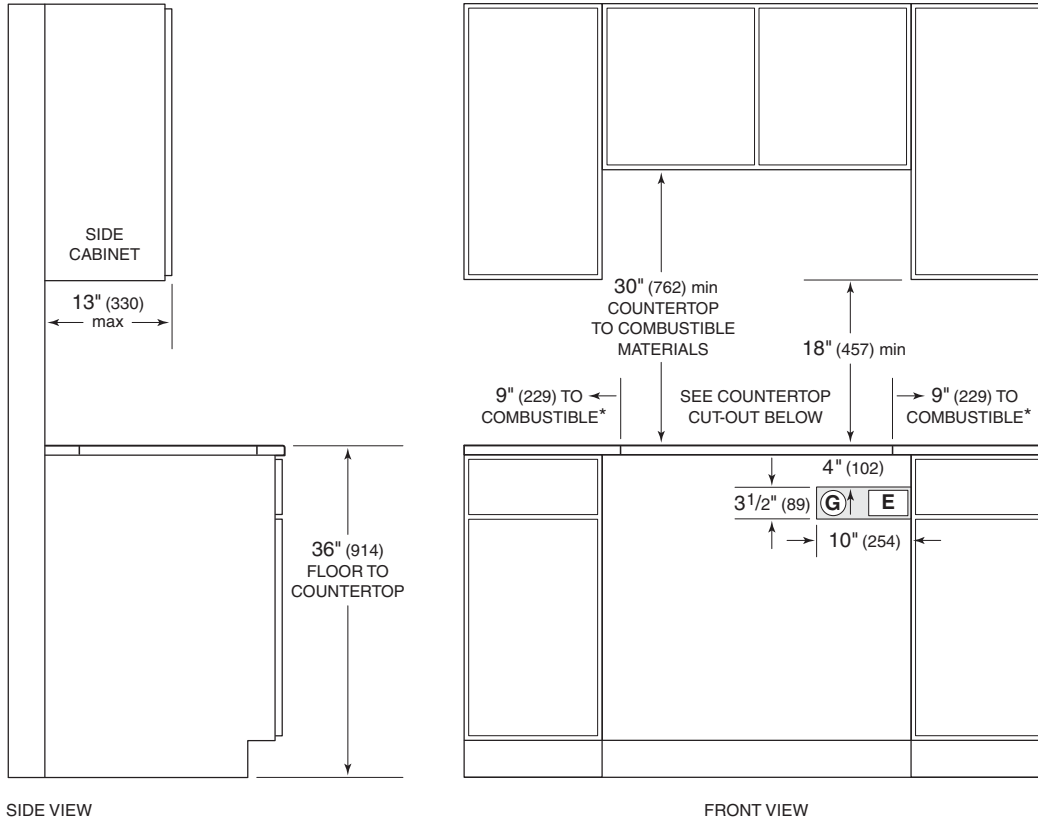 SIDE
CABINET
13" (330)
max
36" (914)
FLOOR TO
COUNTERTOP
SIDE VIEW
30" (762) min
COUNTERTOP
TO COMBUSTIBLE
MATERIALS
18" (457) min
9" (229) TO
COMBUSTIBLE*
SEE COUNTERTOP
CUT-OUT BELOW
9" (229) TO
COMBUSTIBLE*
4" (102)
3 1/2" (89)
G
E
10" (254)
FRONT VIEW